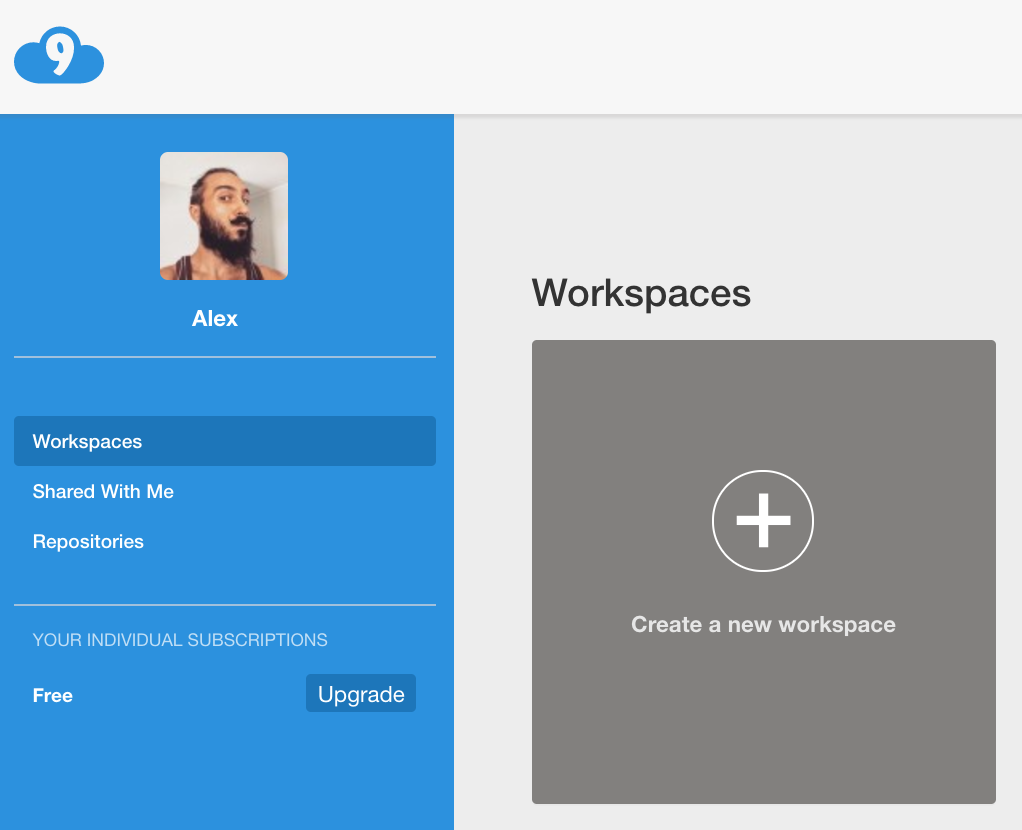 9
Alex
Workspaces
Shared With Me
Repositories
YOUR INDIVIDUAL SUBSCRIPTIONS
Free
Upgrade
Workspaces
Create a new workspace